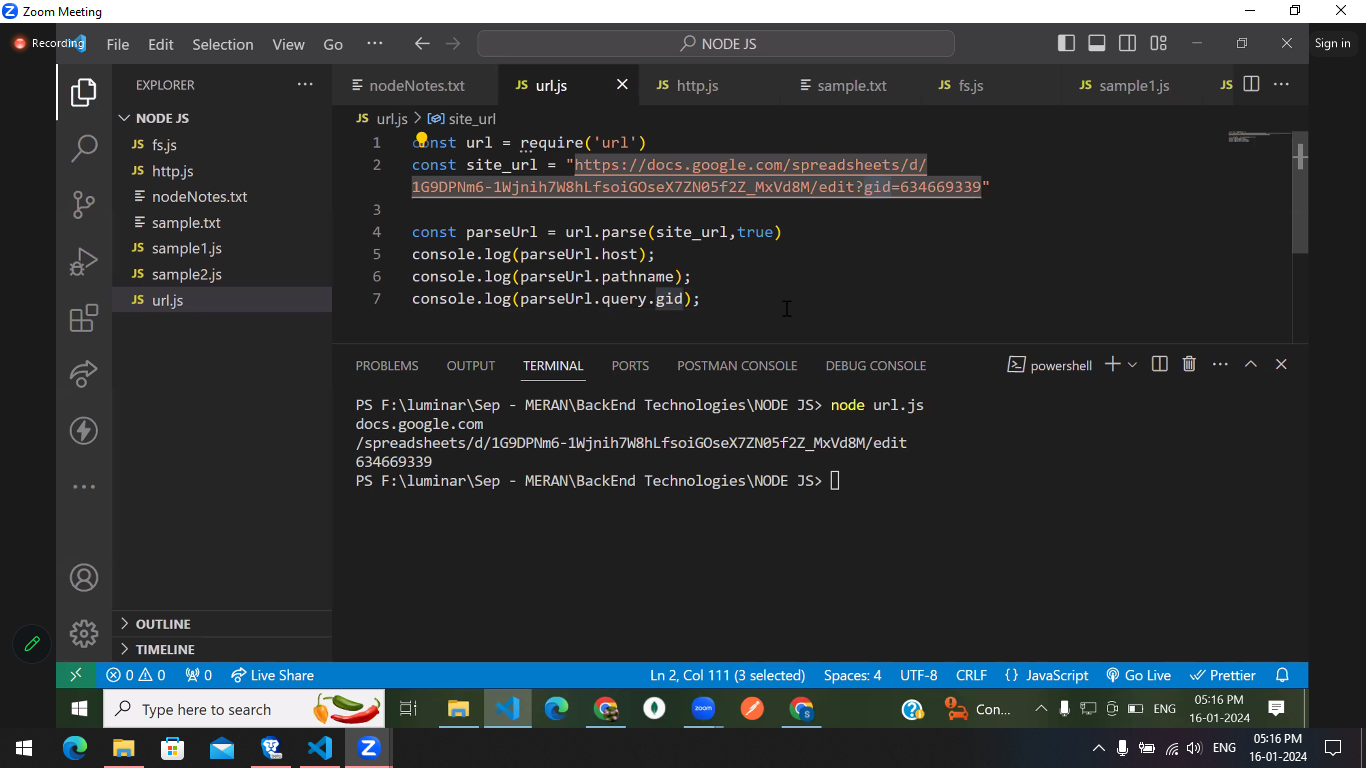 Zoom Meeting
Recording
File Edit Selection View Go ···
NODE JS
Sign in
EXPLORER ···
NODE JS
JS fs.js
JS http.js
nodeNotes.txt
sample.txt
JS sample1.js
JS sample2.js
JS url.js
OUTLINE
TIMELINE
nodeNotes.txt JS url.js JS http.js sample.txt JS fs.js JS sample1.js JS ···
JS url.js > site_url
1 const url = require('url')
2 const site_url = "https://docs.google.com/spreadsheets/d/
1G9DPNm6-1Wjnih7W8hLfsoiGOseX7ZN05f2Z_MxVd8M/edit?gid=634669339"
3
4 const parseUrl = url.parse(site_url,true)
5 console.log(parseUrl.host);
6 console.log(parseUrl.pathname);
7 console.log(parseUrl.query.gid);
PROBLEMS OUTPUT TERMINAL PORTS POSTMAN CONSOLE DEBUG CONSOLE powershell ···
PS F:\luminar\Sep - MERAN\BackEnd Technologies\NODE JS> node url.js
docs.google.com
/spreadsheets/d/1G9DPNm6-1Wjnih7W8hLfsoiGOseX7ZN05f2Z_MxVd8M/edit
634669339
PS F:\luminar\Sep - MERAN\BackEnd Technologies\NODE JS>
0 0 0 Live Share Ln 2, Col 111 (3 selected) Spaces: 4 UTF-8 CRLF {} JavaScript Go Live Prettier
Type here to search zoom S Con... ENG 05:16 PM
16-01-2024
ENG 05:16 PM
16-01-2024